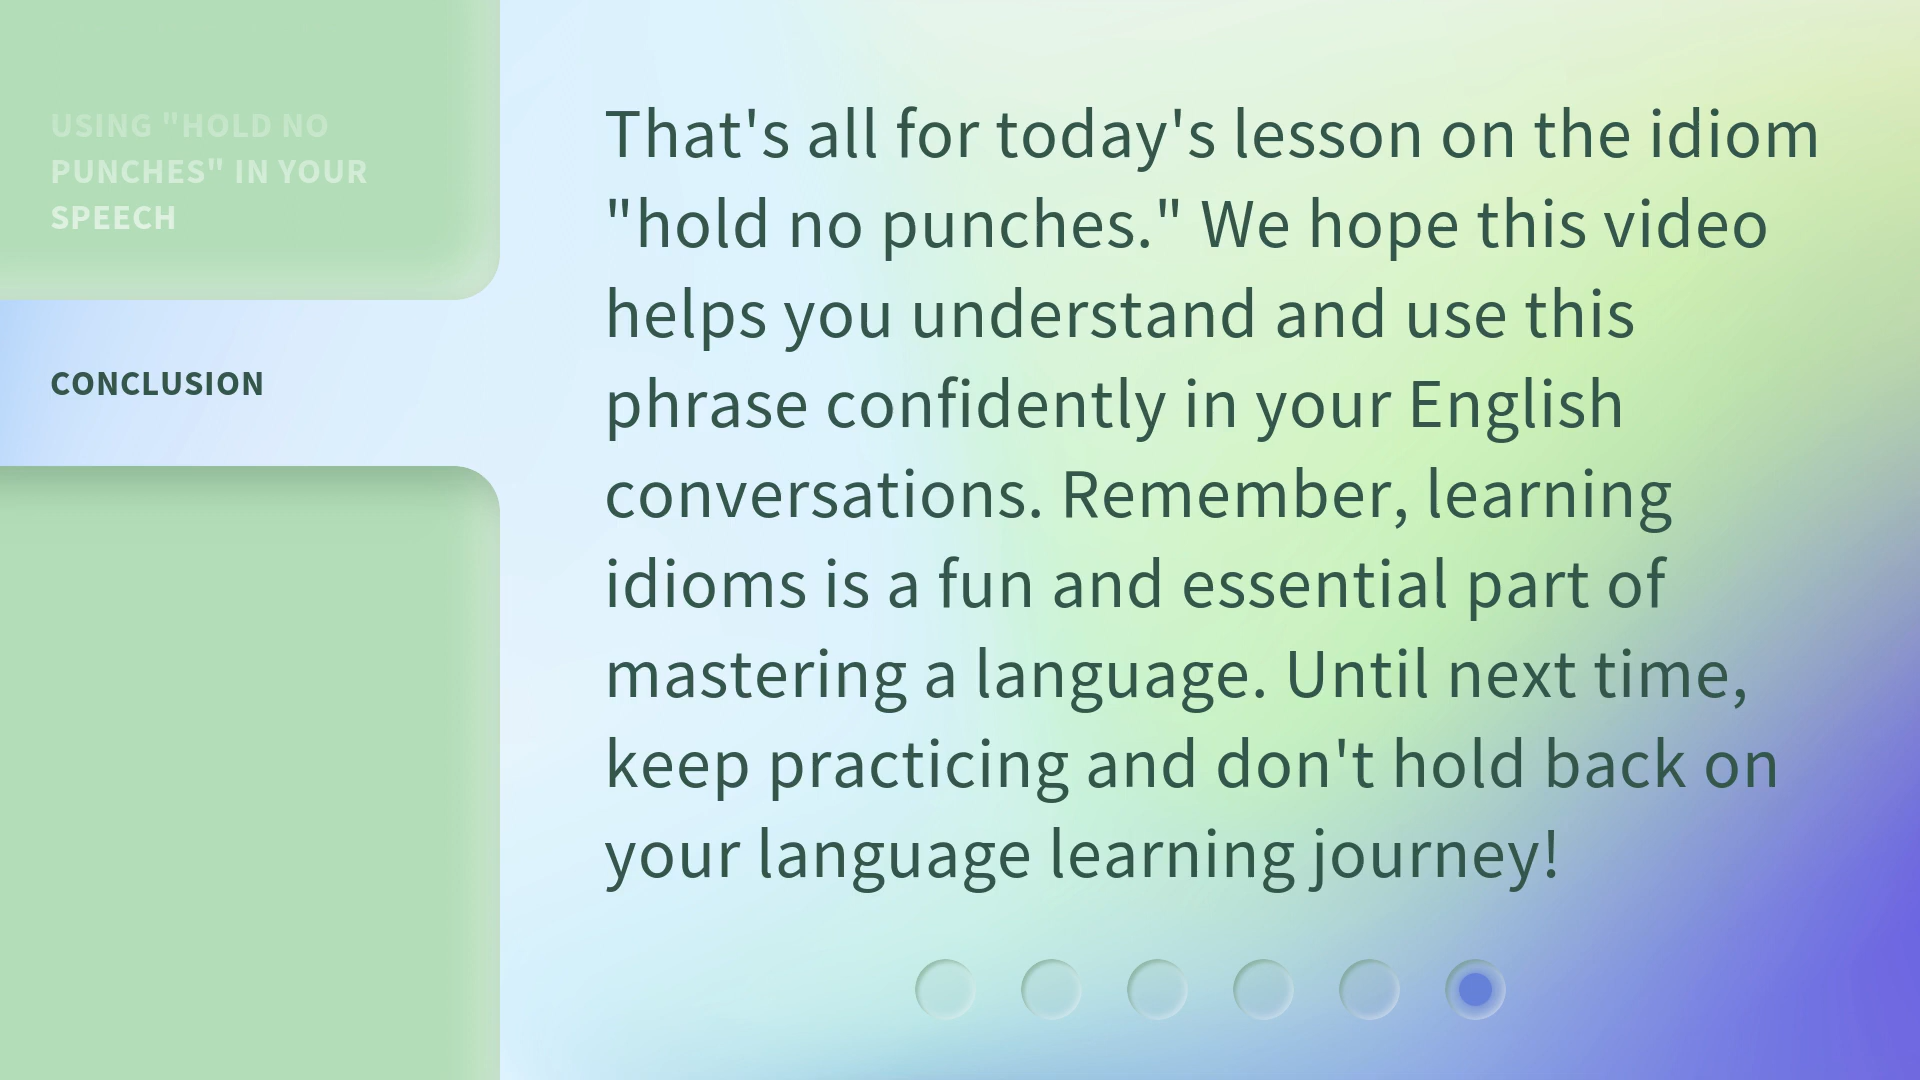 USING "HOLD NO
PUNCHES" IN YOUR
SPEECH
CONCLUSION
That's all for today's lesson on the idiom
"hold no punches." We hope this video
helps you understand and use this
phrase confidently in your English
conversations. Remember, learning
idioms is a fun and essential part of
mastering a language. Until next time,
keep practicing and don't hold back on
your language learning journey!